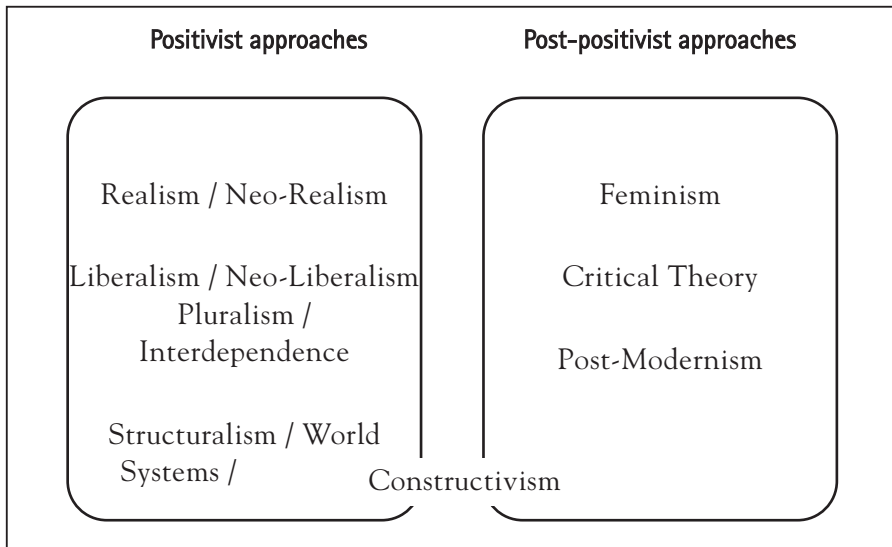 Positivist approaches
Post-positivist approaches
Realism / Neo-Realism
Liberalism / Neo-Liberalism
Pluralism /
Interdependence
Structuralism / World
Systems /
Feminism
Critical Theory
Post-Modernism
Constructivism